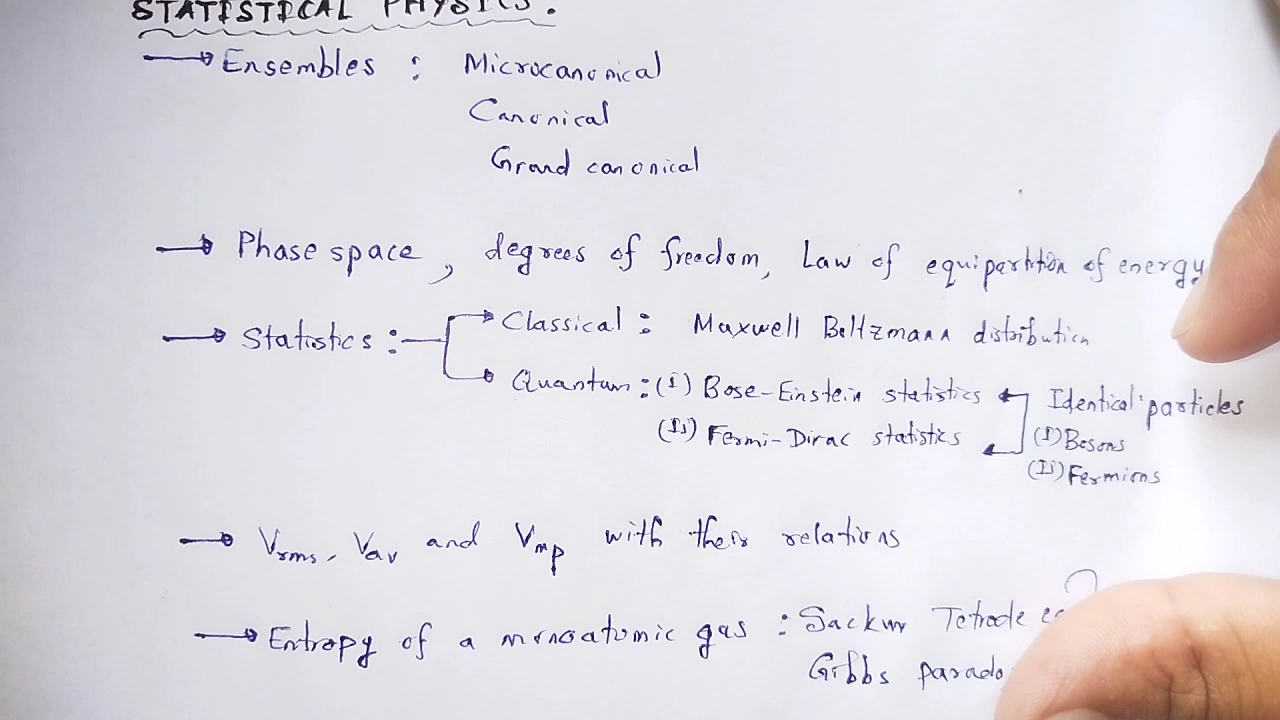 STATISTICAL PHYSICS.
→ Ensembles : Microcanonical
Canonical
Grand canonical
→ Phase space, degrees of freedom, Law of equipartition of energy
→ Statistics : Classical : Maxwell Boltzmann distribution
Quantum : (I) Bose-Einstein statistics Identical particles
(II) Fermi-Dirac statistics (I) Bosons
(II) Fermions
→ Vrms, Vav and Vmp with their relations
→ Entropy of a monoatomic gas : Sackur Tetrode
Gibbs parado